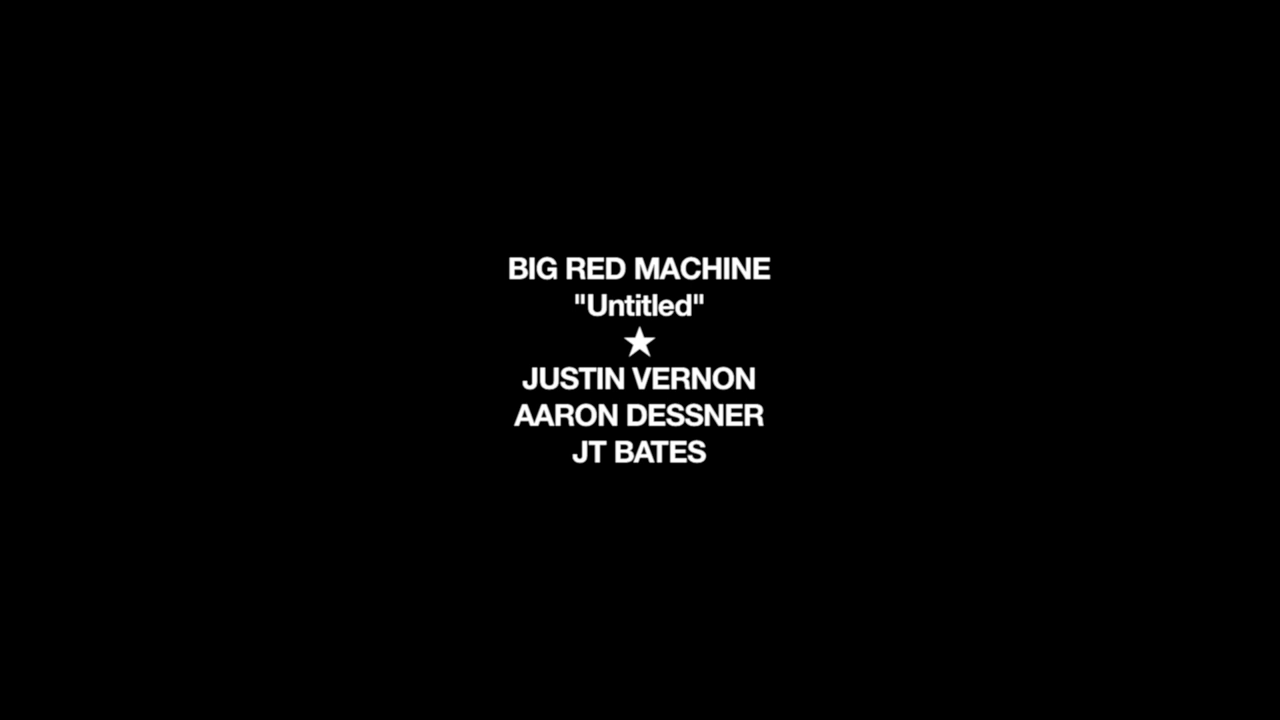 BIG RED MACHINE
"Untitled"
★
JUSTIN VERNON
AARON DESSNER
JT BATES